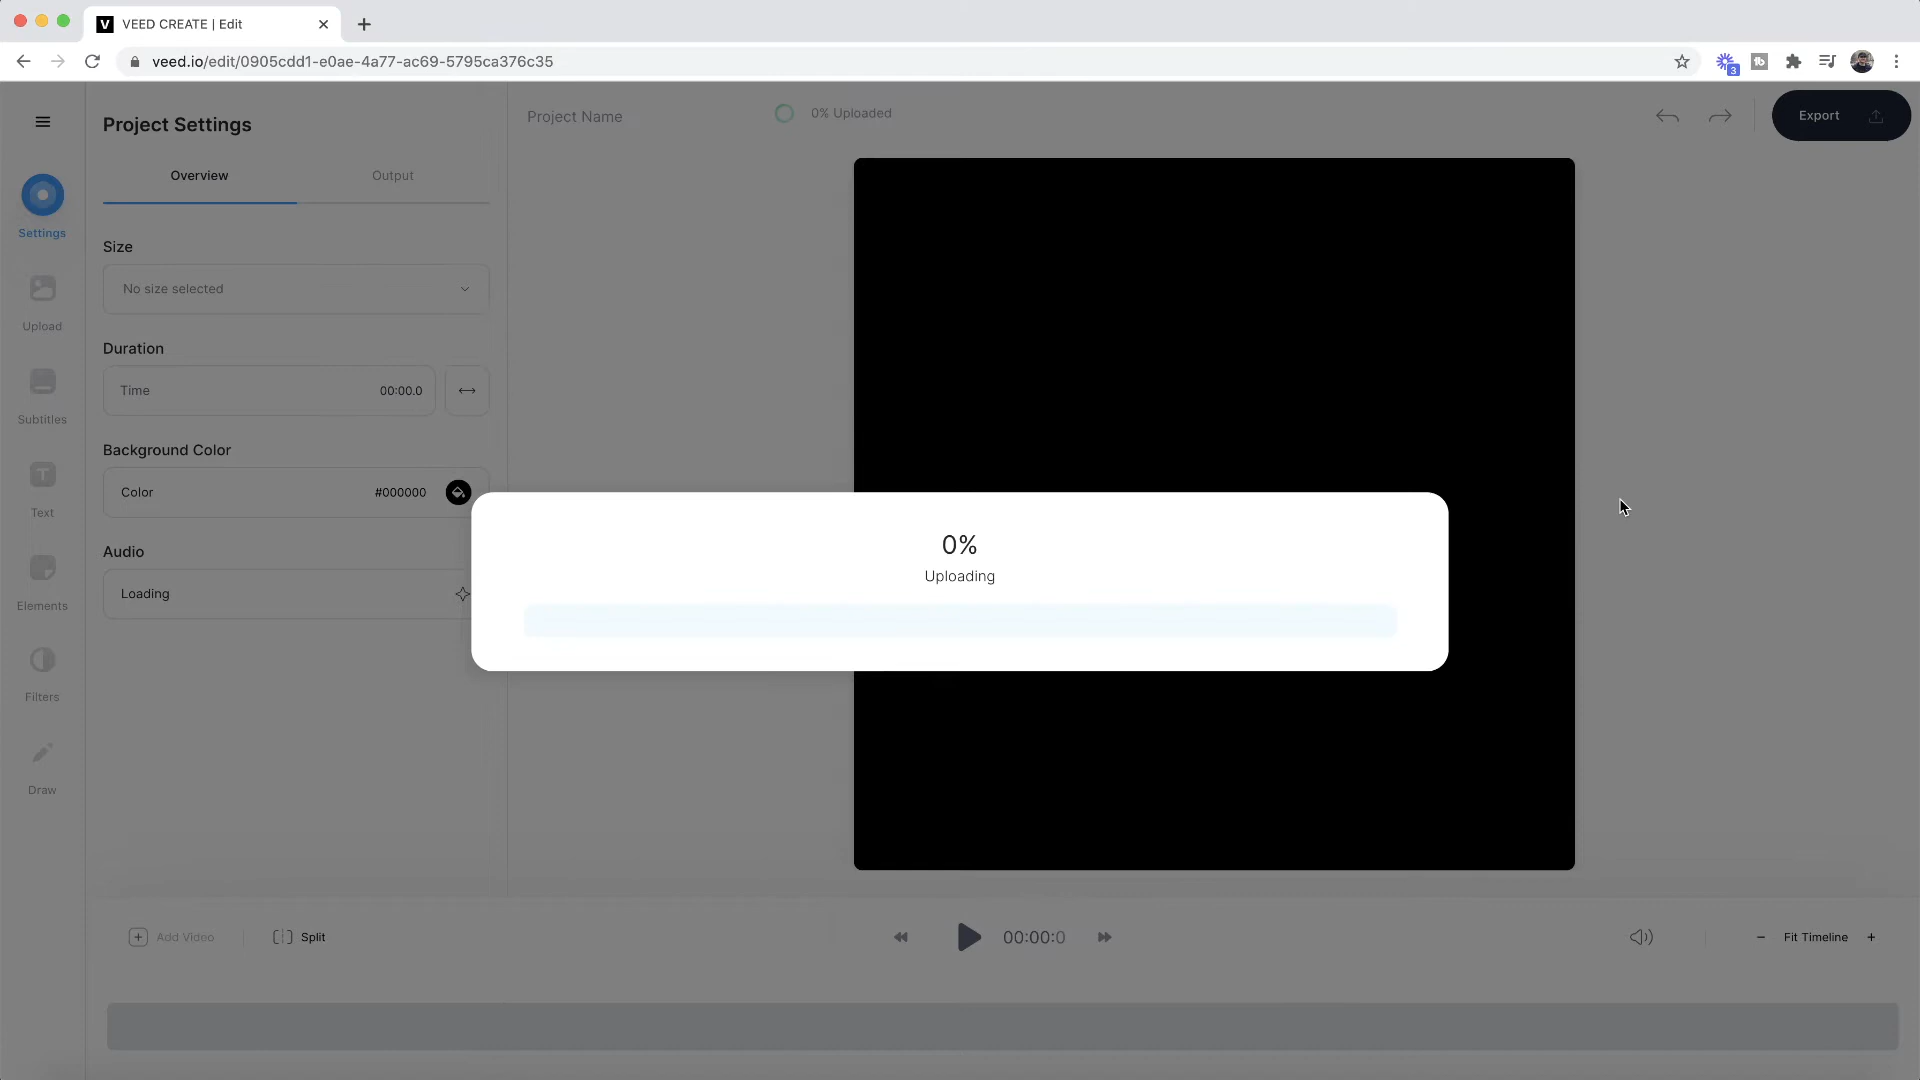 V VEED CREATE | Edit
veed.io/edit/0905cdd1-e0ae-4a77-ac69-5795ca376c35
3
tb
Project Settings
Project Name
0% Uploaded
Export
Overview
Output
Settings
Size
No size selected
Upload
Duration
Time 00:00.0
Subtitles
Background Color
Color #000000
T
Text
Audio
Loading
Elements
0%
Uploading
Filters
Draw
Add Video
Split
00:00:0
Fit Timeline